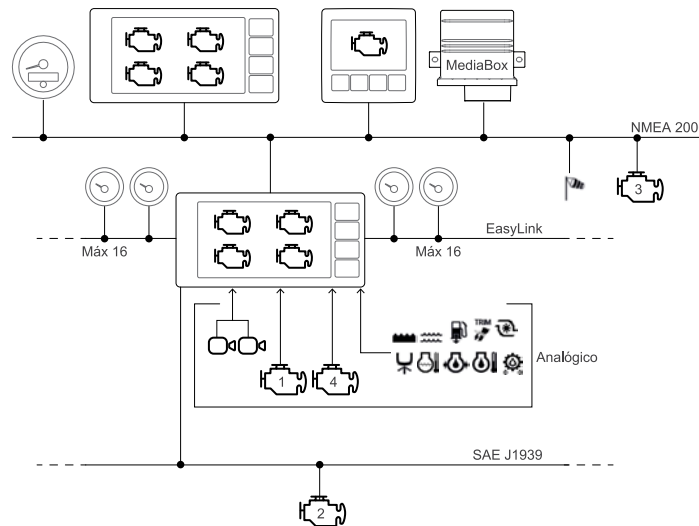 MediaBox
NMEA 200
3
EasyLink
Máx 16
Máx 16
TRIM
1
4
Analógico
SAE J1939
2